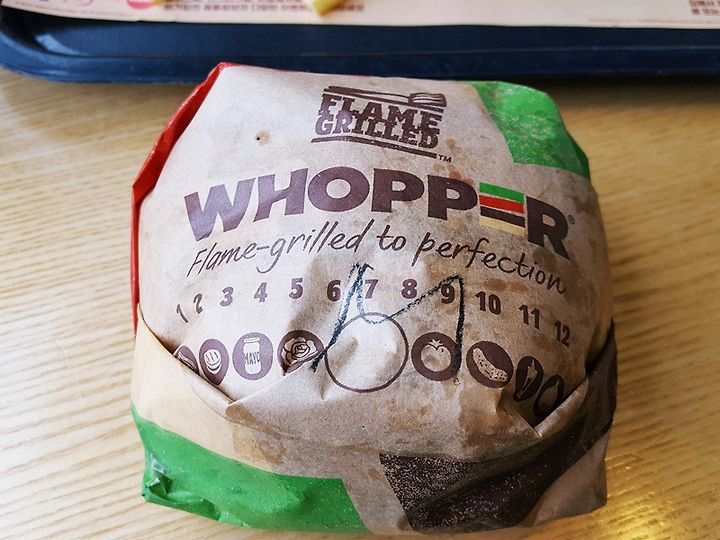 FLAME
GRILLED
TM
WHOPPER®
Flame-grilled to perfection
1 2 3 4 5 6 7 8 9 10 11 12
MAYO